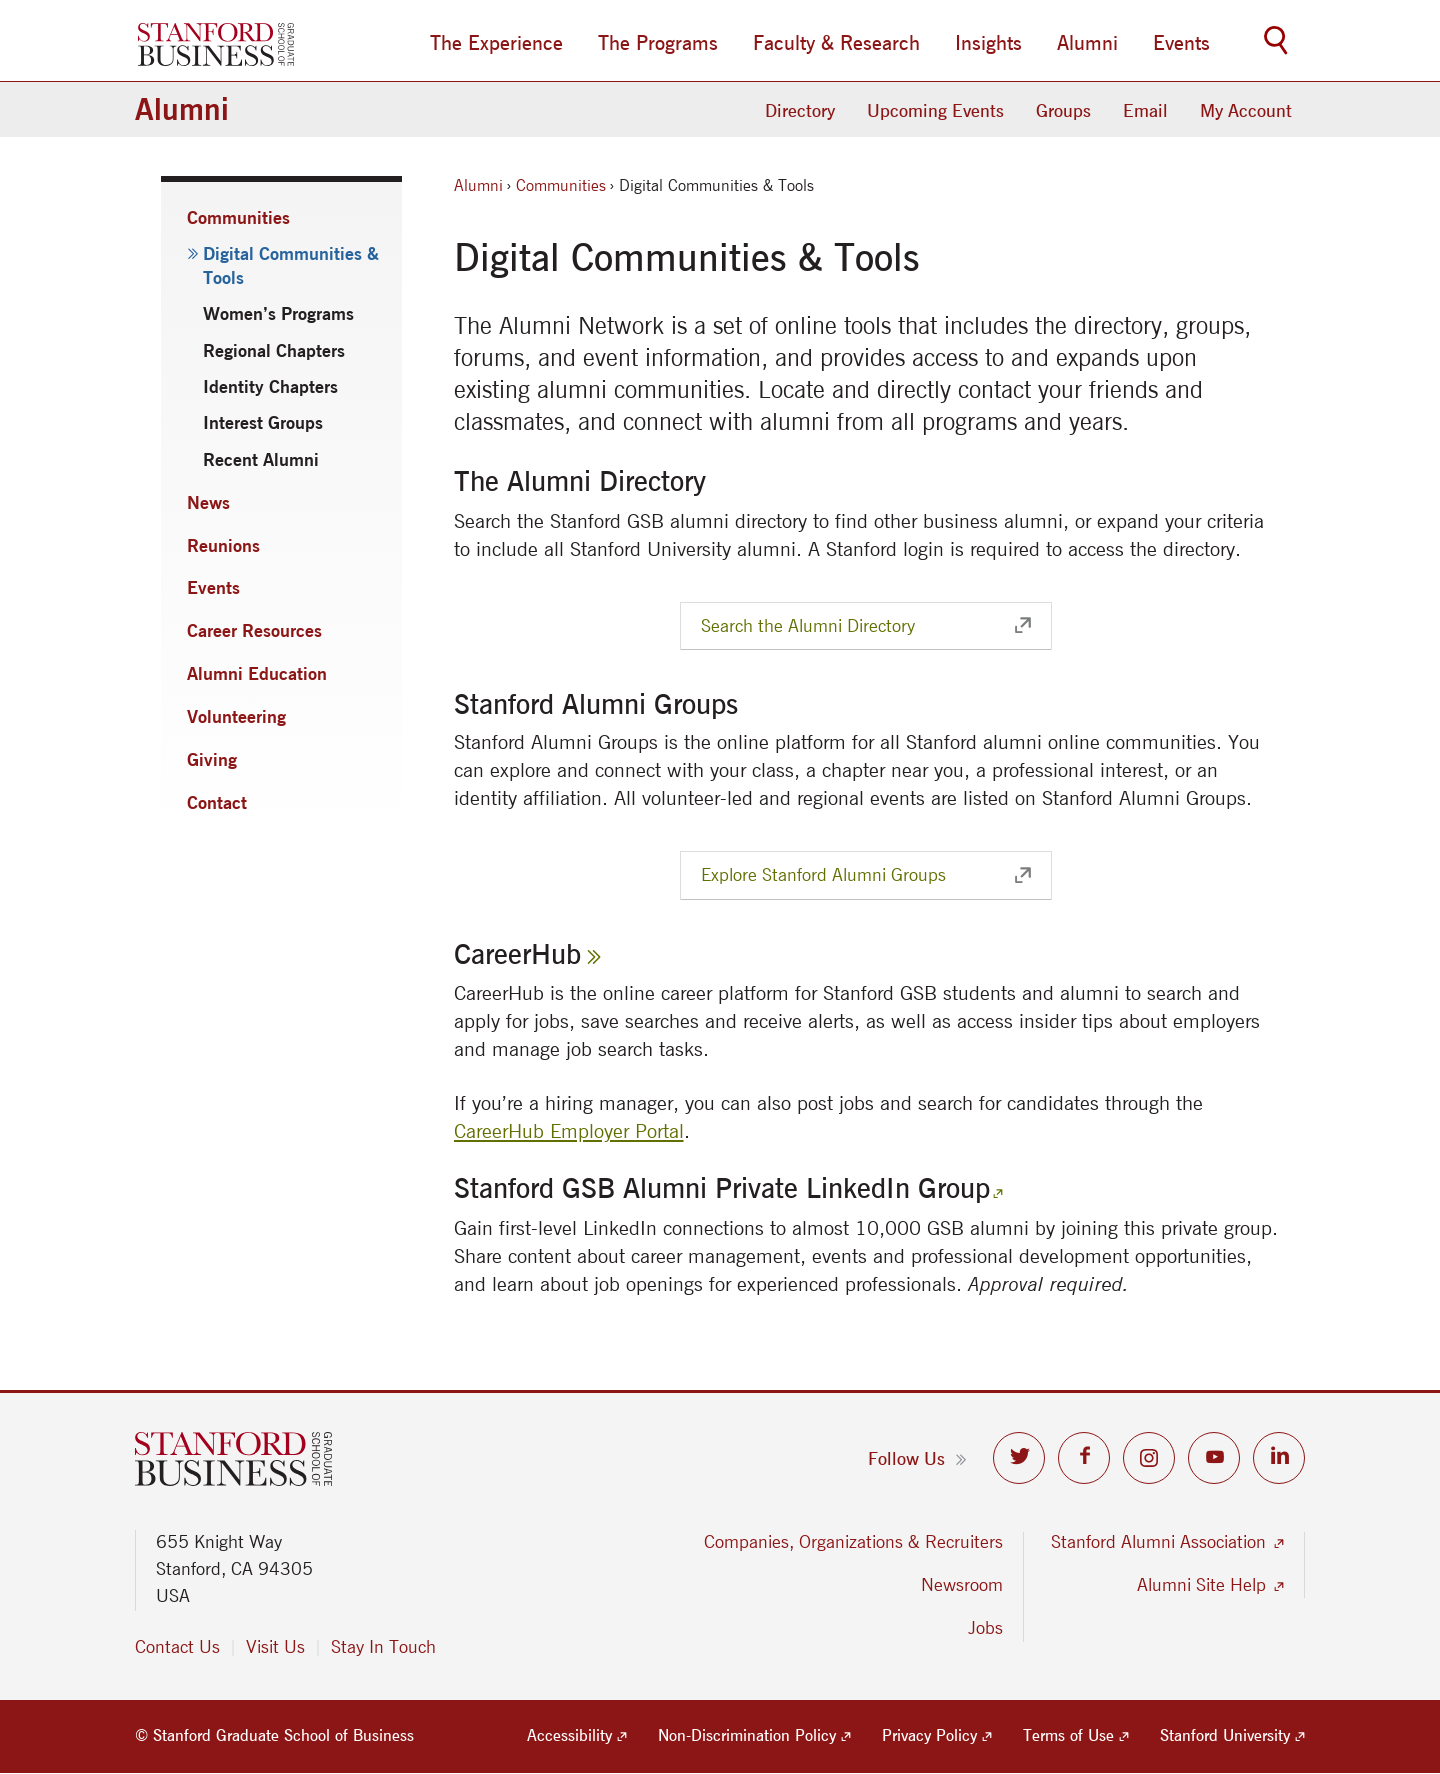 STANFORD
BUSINESS
GRADUATE
SCHOOL OF
The Experience
The Programs
Faculty & Research
Insights
Alumni
Events
Alumni
Directory
Upcoming Events
Groups
Email
My Account
Communities
» Digital Communities &
Tools
Women’s Programs
Regional Chapters
Identity Chapters
Interest Groups
Recent Alumni
News
Reunions
Events
Career Resources
Alumni Education
Volunteering
Giving
Contact
Alumni › Communities › Digital Communities & Tools
Digital Communities & Tools
The Alumni Network is a set of online tools that includes the directory, groups,
forums, and event information, and provides access to and expands upon
existing alumni communities. Locate and directly contact your friends and
classmates, and connect with alumni from all programs and years.
The Alumni Directory
Search the Stanford GSB alumni directory to find other business alumni, or expand your criteria
to include all Stanford University alumni. A Stanford login is required to access the directory.
Search the Alumni Directory
Stanford Alumni Groups
Stanford Alumni Groups is the online platform for all Stanford alumni online communities. You
can explore and connect with your class, a chapter near you, a professional interest, or an
identity affiliation. All volunteer-led and regional events are listed on Stanford Alumni Groups.
Explore Stanford Alumni Groups
CareerHub »
CareerHub is the online career platform for Stanford GSB students and alumni to search and
apply for jobs, save searches and receive alerts, as well as access insider tips about employers
and manage job search tasks.
If you’re a hiring manager, you can also post jobs and search for candidates through the
CareerHub Employer Portal.
Stanford GSB Alumni Private LinkedIn Group
Gain first-level LinkedIn connections to almost 10,000 GSB alumni by joining this private group.
Share content about career management, events and professional development opportunities,
and learn about job openings for experienced professionals. Approval required.
STANFORD
BUSINESS
GRADUATE
SCHOOL OF
Follow Us »
655 Knight Way
Stanford, CA 94305
USA
Contact Us | Visit Us | Stay In Touch
Companies, Organizations & Recruiters
Newsroom
Jobs
Stanford Alumni Association
Alumni Site Help
© Stanford Graduate School of Business
Accessibility
Non-Discrimination Policy
Privacy Policy
Terms of Use
Stanford University